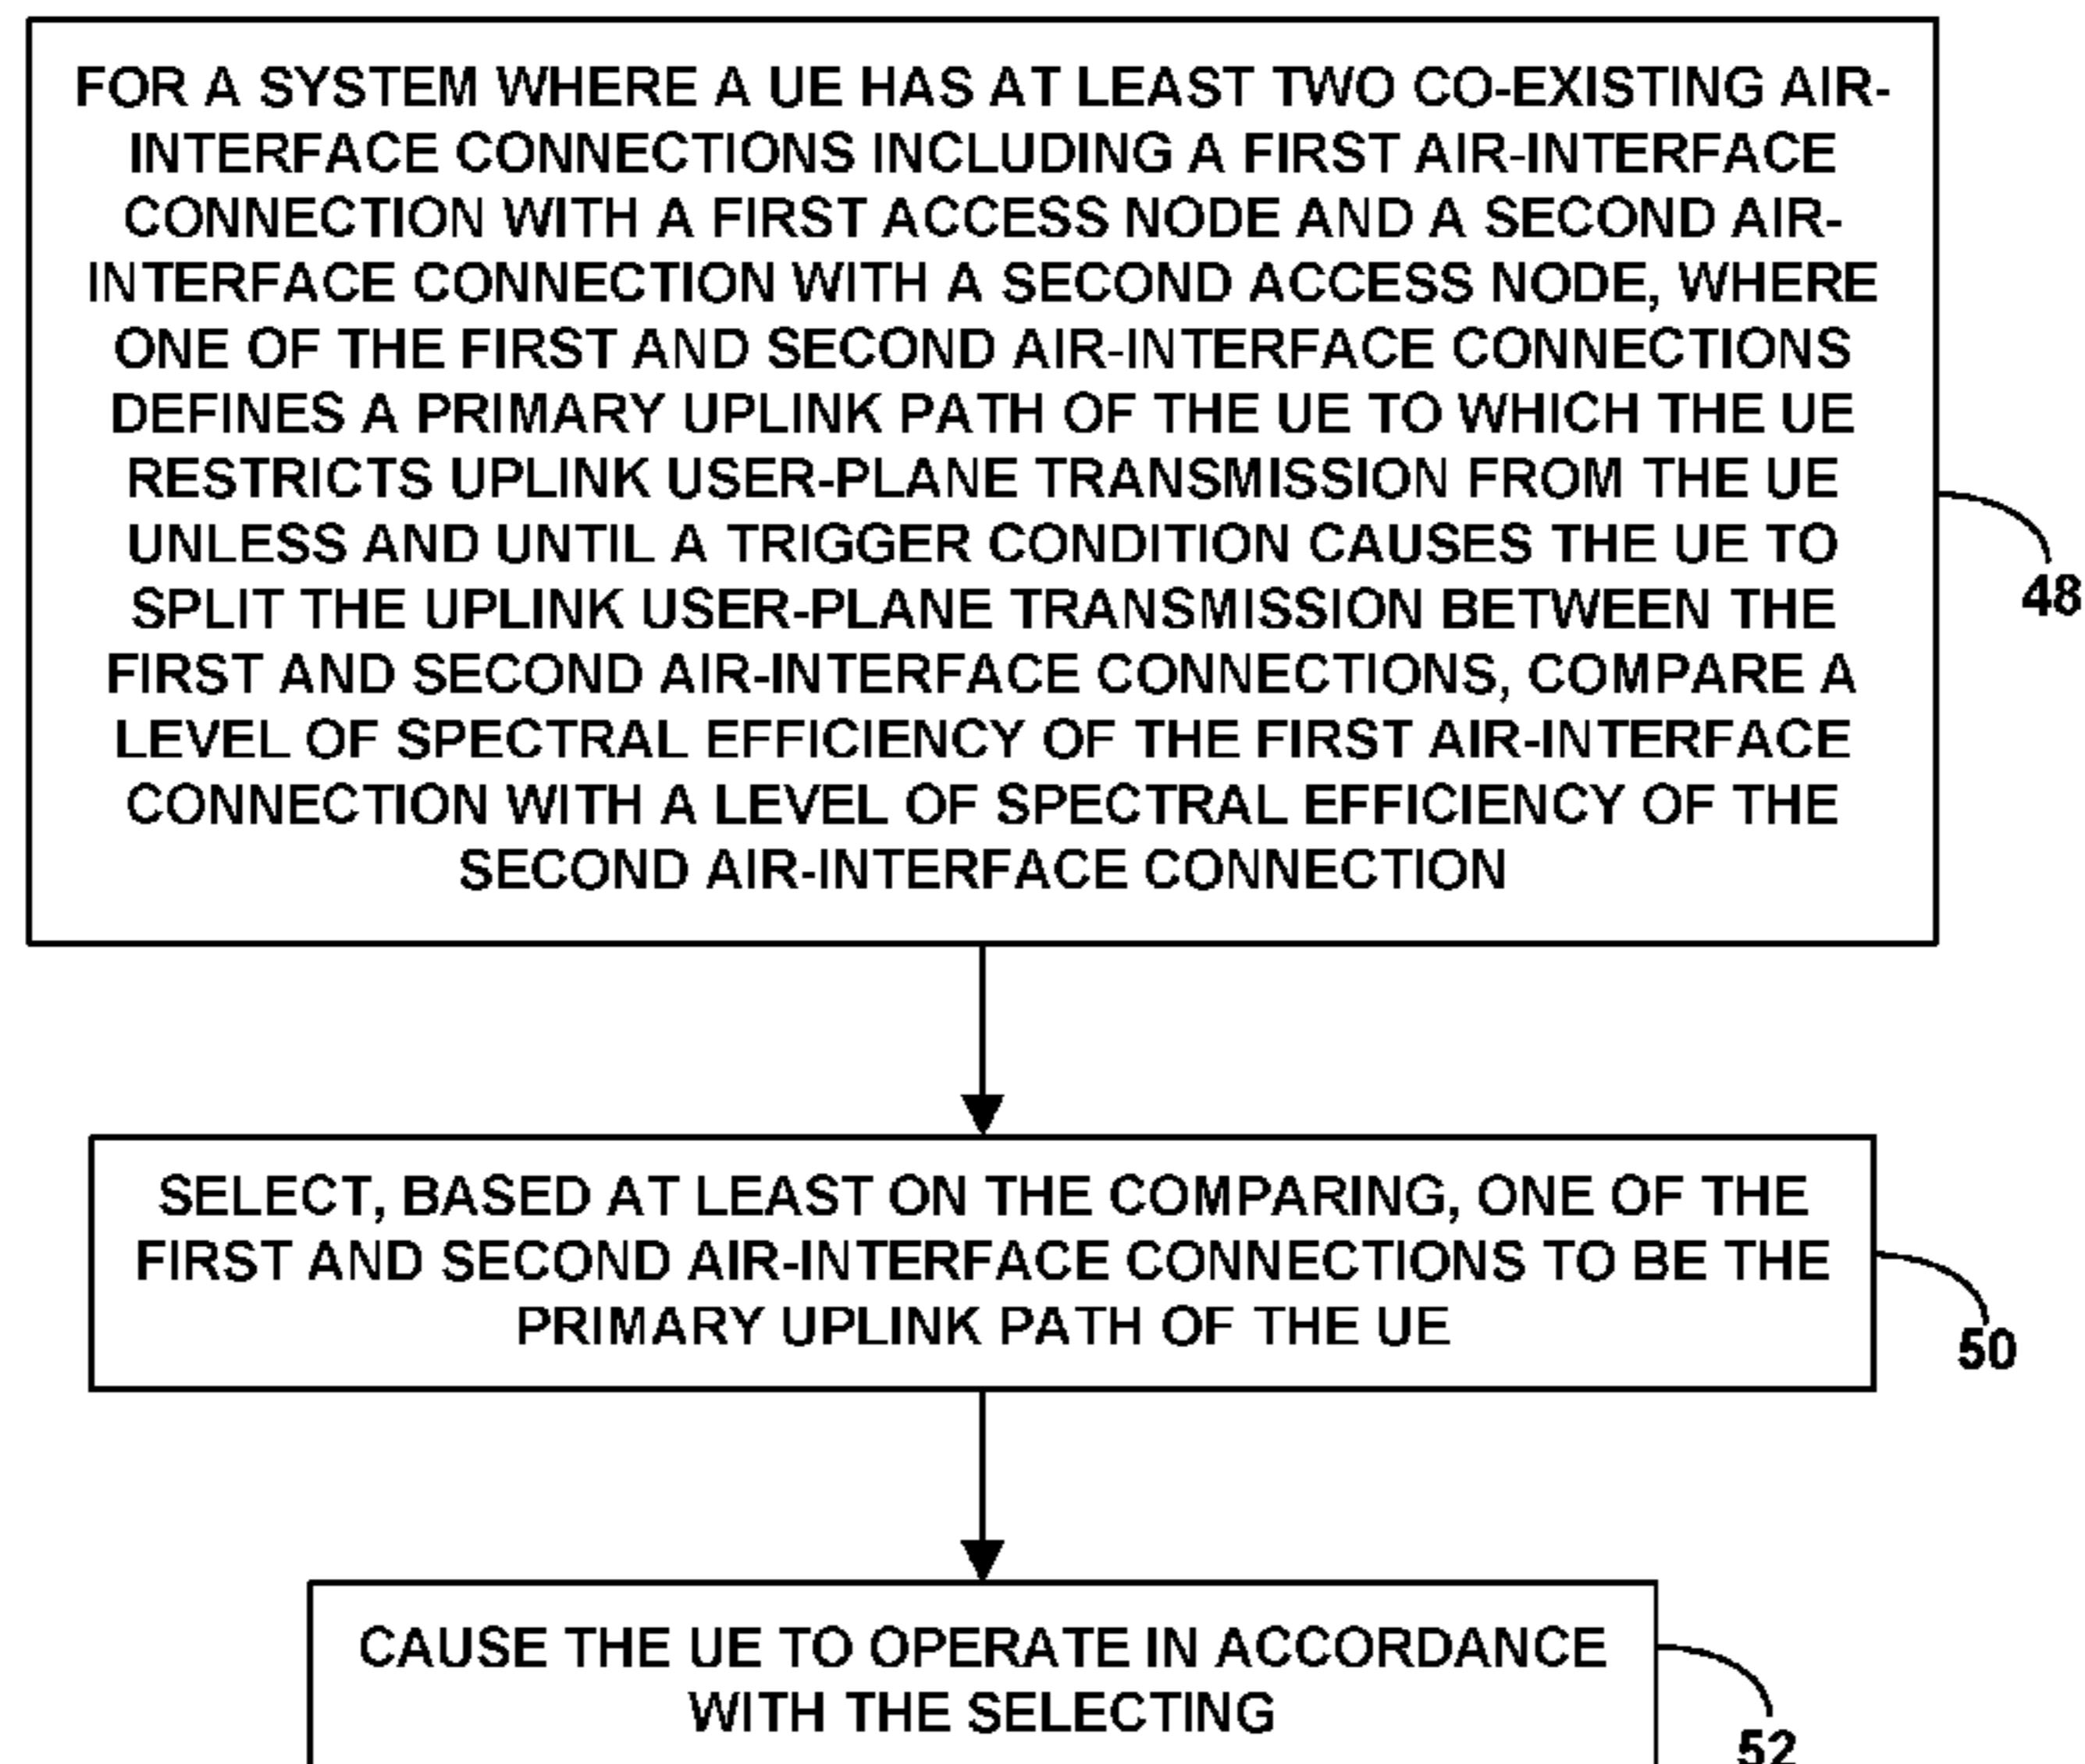 FOR A SYSTEM WHERE A UE HAS AT LEAST TWO CO-EXISTING AIR-
INTERFACE CONNECTIONS INCLUDING A FIRST AIR-INTERFACE
CONNECTION WITH A FIRST ACCESS NODE AND A SECOND AIR-
INTERFACE CONNECTION WITH A SECOND ACCESS NODE, WHERE
ONE OF THE FIRST AND SECOND AIR-INTERFACE CONNECTIONS
DEFINES A PRIMARY UPLINK PATH OF THE UE TO WHICH THE UE
RESTRICTS UPLINK USER-PLANE TRANSMISSION FROM THE UE
UNLESS AND UNTIL A TRIGGER CONDITION CAUSES THE UE TO
SPLIT THE UPLINK USER-PLANE TRANSMISSION BETWEEN THE
FIRST AND SECOND AIR-INTERFACE CONNECTIONS, COMPARE A
LEVEL OF SPECTRAL EFFICIENCY OF THE FIRST AIR-INTERFACE
CONNECTION WITH A LEVEL OF SPECTRAL EFFICIENCY OF THE
SECOND AIR-INTERFACE CONNECTION
48
SELECT, BASED AT LEAST ON THE COMPARING, ONE OF THE
FIRST AND SECOND AIR-INTERFACE CONNECTIONS TO BE THE
PRIMARY UPLINK PATH OF THE UE
50
CAUSE THE UE TO OPERATE IN ACCORDANCE
WITH THE SELECTING
52